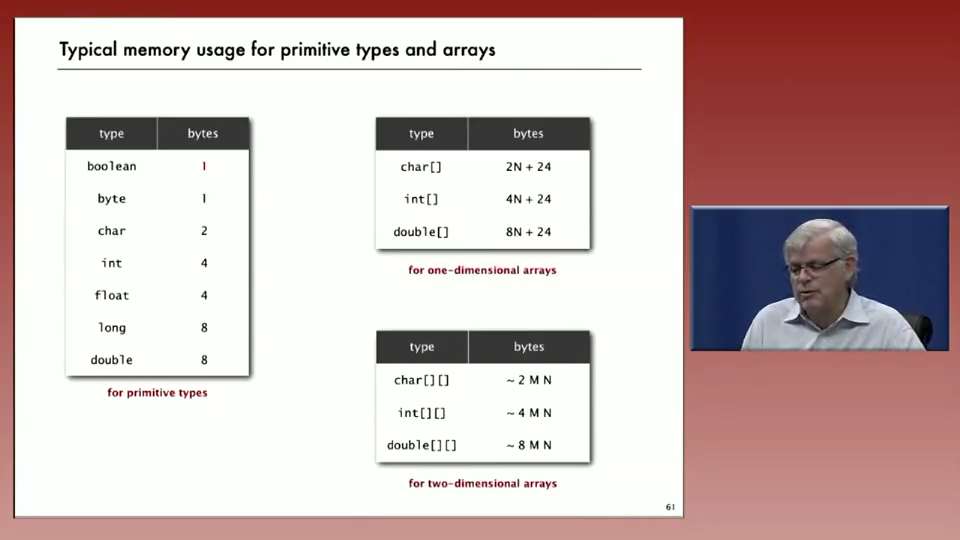 Typical memory usage for primitive types and arrays
type bytes
boolean 1
byte 1
char 2
int 4
float 4
long 8
double 8
for primitive types
type bytes
char[] 2N + 24
int[] 4N + 24
double[] 8N + 24
for one-dimensional arrays
type bytes
char[][] ~ 2 M N
int[][] ~ 4 M N
double[][] ~ 8 M N
for two-dimensional arrays
61